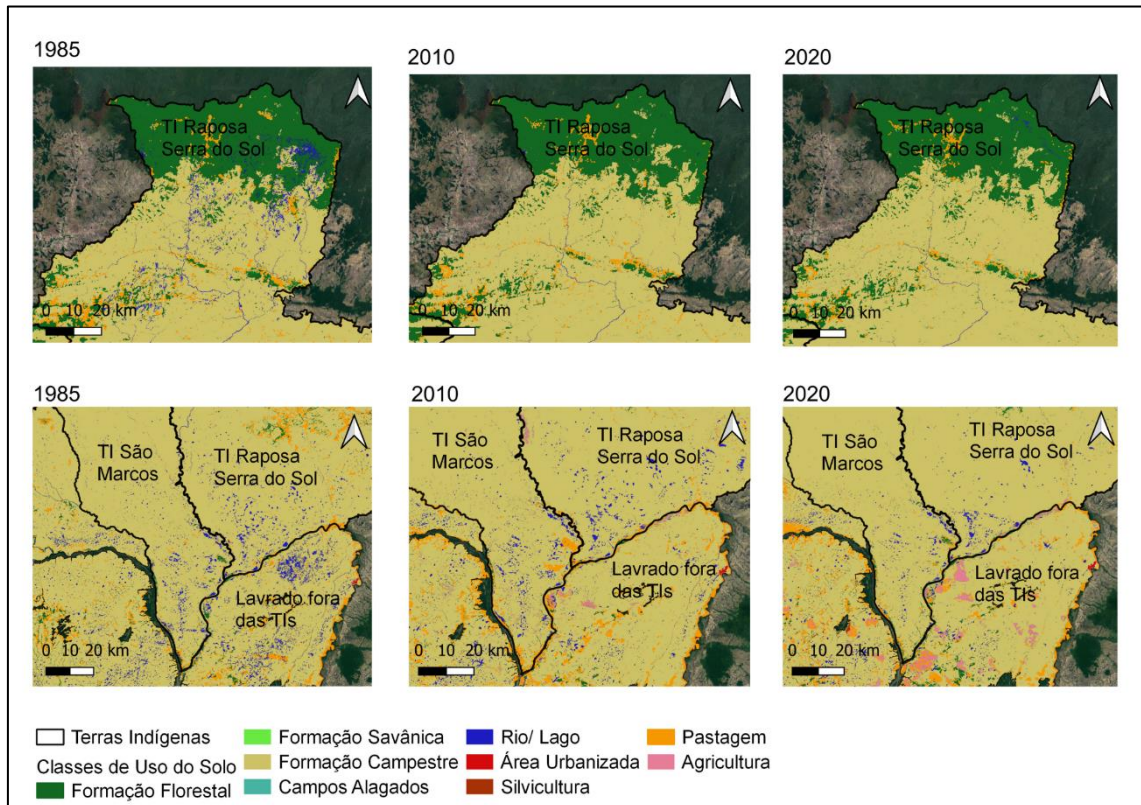 1985
2010
2020
TI Raposa
Serra do Sol
0 10 20 km
TI Raposa
Serra do Sol
0 10 20 km
TI Raposa
Serra do Sol
0 10 20 km
1985
2010
2020
TI São
Marcos
TI Raposa
Serra do Sol
Lavrado fora
das TIs
0 10 20 km
TI São
Marcos
TI Raposa
Serra do Sol
Lavrado fora
das TIs
0 10 20 km
TI São
Marcos
TI Raposa
Serra do Sol
Lavrado fora
das TIs
0 10 20 km
Terras Indígenas
Classes de Uso do Solo
Formação Florestal
Formação Savânica
Formação Campestre
Campos Alagados
Rio/ Lago
Área Urbanizada
Silvicultura
Pastagem
Agricultura